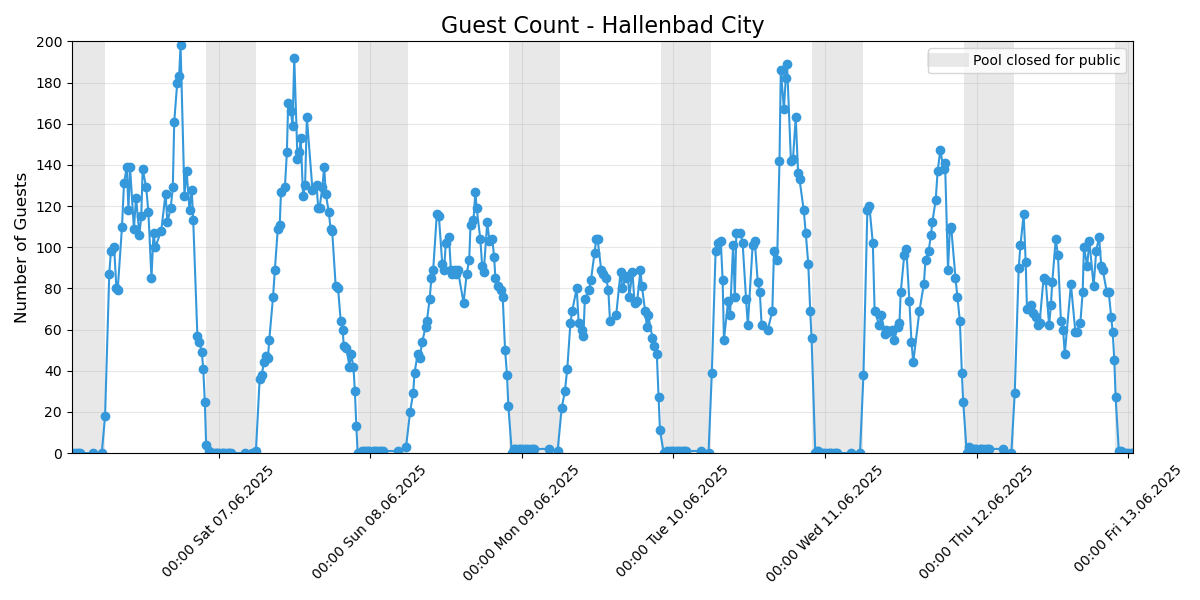 Guest Count - Hallenbad City
Number of Guests
200
180
160
140
120
100
80
60
40
20
0
Pool closed for public
00:00 Sat 07.06.2025
00:00 Sun 08.06.2025
00:00 Mon 09.06.2025
00:00 Tue 10.06.2025
00:00 Wed 11.06.2025
00:00 Thu 12.06.2025
00:00 Fri 13.06.2025